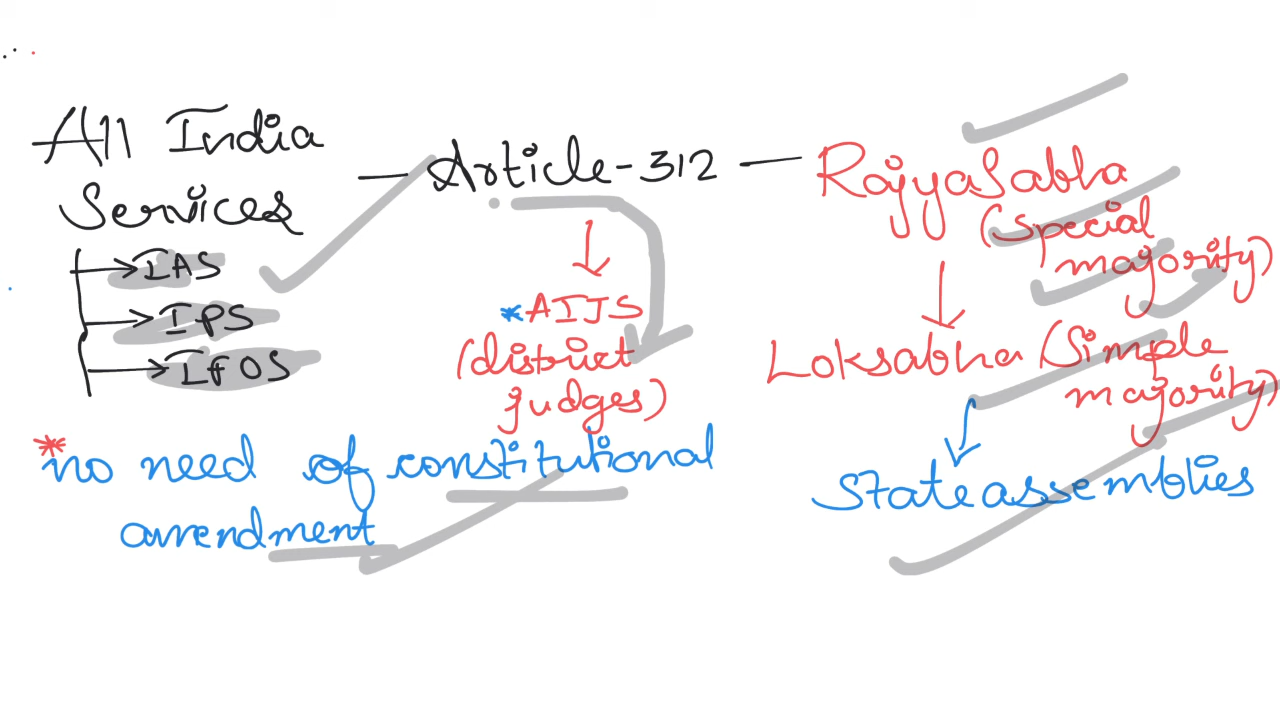 All India
Services
IAS
IPS
IFOS
— Article-312 —
*AIJS
(district
judges)
RajyaSabha
(special
majority)
Loksabha (Simple
majority)
State assemblies
*no need of constitutional
amendment